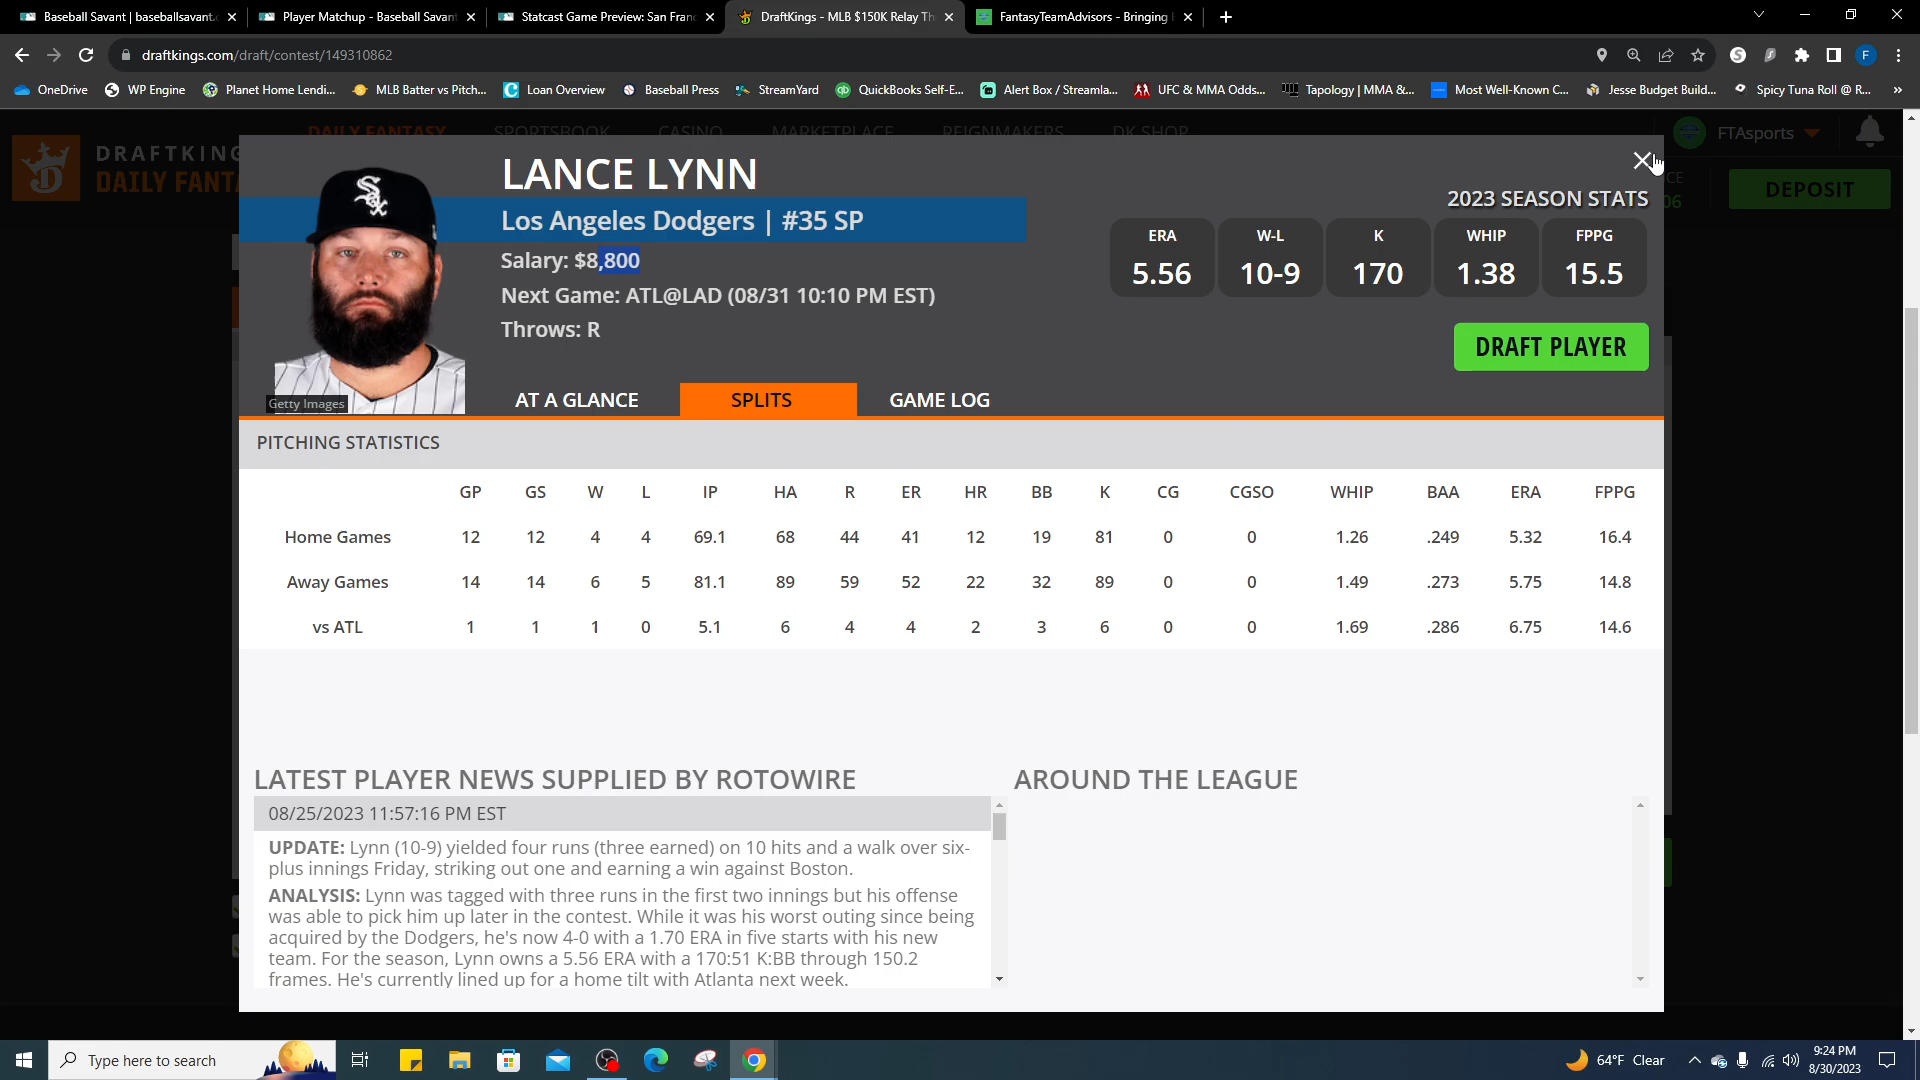 Baseball Savant | baseballsavant.
Player Matchup - Baseball Savant
Statcast Game Preview: San Fran
DraftKings - MLB $150K Relay Th
FantasyTeamAdvisors - Bringing
draftkings.com/draft/contest/149310862
F
OneDrive
WP Engine
Planet Home Lendi...
MLB Batter vs Pitch...
Loan Overview
Baseball Press
StreamYard
QuickBooks Self-E...
Alert Box / Streamla...
UFC & MMA Odds...
Tapology | MMA &...
Most Well-Known C...
Jesse Budget Build...
Spicy Tuna Roll @ R...
DAILY FANTASY SPORTSBOOK CASINO MARKETPLACE REIGNMAKERS DK SHOP
DRAFTKING
DAILY FANTA
FTAsports
CE
06
DEPOSIT
LANCE LYNN
Los Angeles Dodgers | #35 SP
Salary: $8,800
Next Game: ATL@LAD (08/31 10:10 PM EST)
Throws: R
Getty Images
2023 SEASON STATS
ERA W-L K WHIP FPPG
5.56 10-9 170 1.38 15.5
DRAFT PLAYER
AT A GLANCE SPLITS GAME LOG
PITCHING STATISTICS
GP GS W L IP HA R ER HR BB K CG CGSO WHIP BAA ERA FPPG
Home Games 12 12 4 4 69.1 68 44 41 12 19 81 0 0 1.26 .249 5.32 16.4
Away Games 14 14 6 5 81.1 89 59 52 22 32 89 0 0 1.49 .273 5.75 14.8
vs ATL 1 1 1 0 5.1 6 4 4 2 3 6 0 0 1.69 .286 6.75 14.6
LATEST PLAYER NEWS SUPPLIED BY ROTOWIRE
08/25/2023 11:57:16 PM EST
UPDATE: Lynn (10-9) yielded four runs (three earned) on 10 hits and a walk over six-
plus innings Friday, striking out one and earning a win against Boston.
ANALYSIS: Lynn was tagged with three runs in the first two innings but his offense
was able to pick him up later in the contest. While it was his worst outing since being
acquired by the Dodgers, he's now 4-0 with a 1.70 ERA in five starts with his new
team. For the season, Lynn owns a 5.56 ERA with a 170:51 K:BB through 150.2
frames. He's currently lined up for a home tilt with Atlanta next week.
AROUND THE LEAGUE
Type here to search
64°F Clear
9:24 PM
8/30/2023